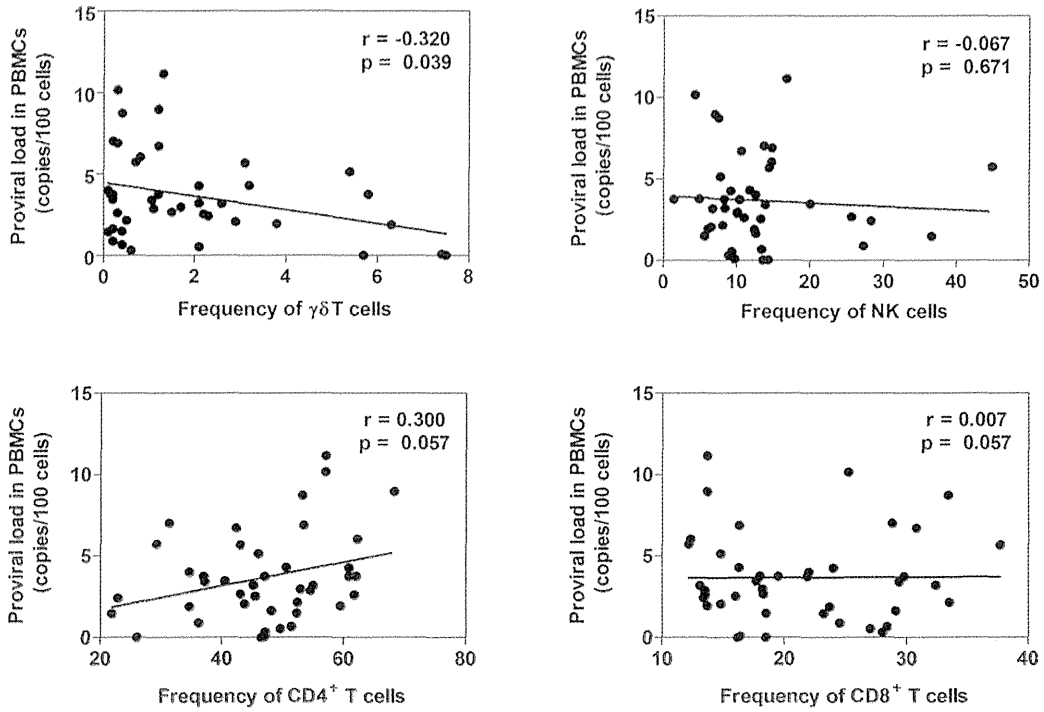 Proviral load in PBMCs
(copies/100 cells)
15
10
5
0
r = -0.320
p = 0.039
0 2 4 6 8
Frequency of γδT cells
Proviral load in PBMCs
(copies/100 cells)
15
10
5
0
r = -0.067
p = 0.671
0 10 20 30 40 50
Frequency of NK cells
Proviral load in PBMCs
(copies/100 cells)
15
10
5
0
r = 0.300
p = 0.057
20 40 60 80
Frequency of CD4⁺ T cells
Proviral load in PBMCs
(copies/100 cells)
15
10
5
0
r = 0.007
p = 0.057
10 20 30 40
Frequency of CD8⁺ T cells